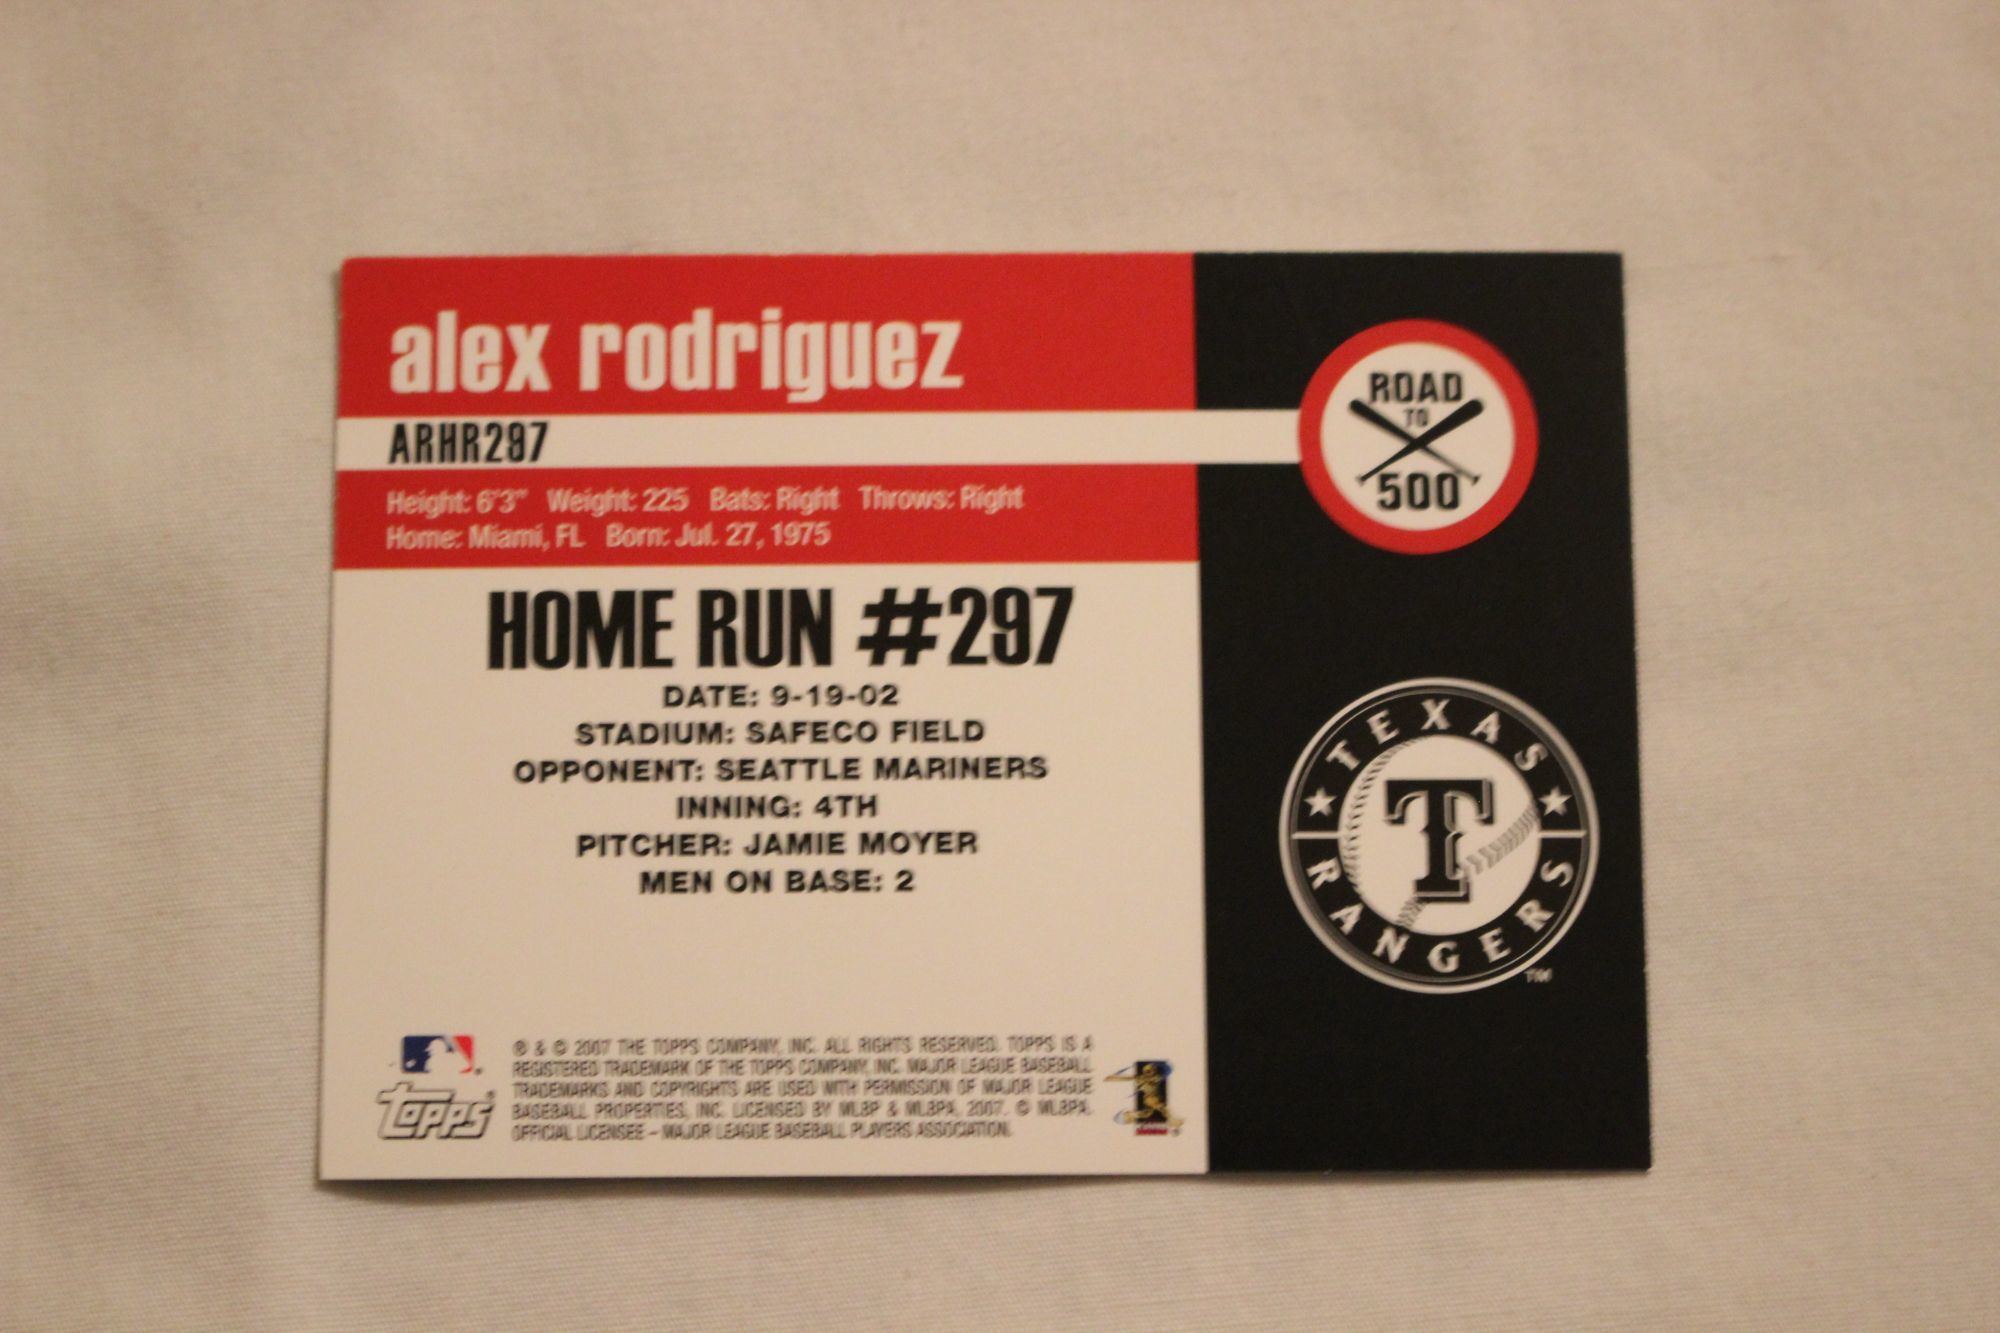 alex rodriguez
ARHR297
Height: 6'3" Weight: 225 Bats: Right Throws: Right
Home: Miami, FL Born: Jul. 27, 1975
HOME RUN #297
DATE: 9-19-02
STADIUM: SAFECO FIELD
OPPONENT: SEATTLE MARINERS
INNING: 4TH
PITCHER: JAMIE MOYER
MEN ON BASE: 2
® & © 2007 THE TOPPS COMPANY, INC. ALL RIGHTS RESERVED. TOPPS IS A
REGISTERED TRADEMARK OF THE TOPPS COMPANY, INC. MAJOR LEAGUE BASEBALL
TRADEMARKS AND COPYRIGHTS ARE USED WITH PERMISSION OF MAJOR LEAGUE
BASEBALL PROPERTIES, INC. LICENSED BY MLBP & MLBPA, 2007. © MLBPA.
OFFICIAL LICENSEE – MAJOR LEAGUE BASEBALL PLAYERS ASSOCIATION.
TOPPS®
ROAD
TO
500
TEXAS
T
RANGERS
TM